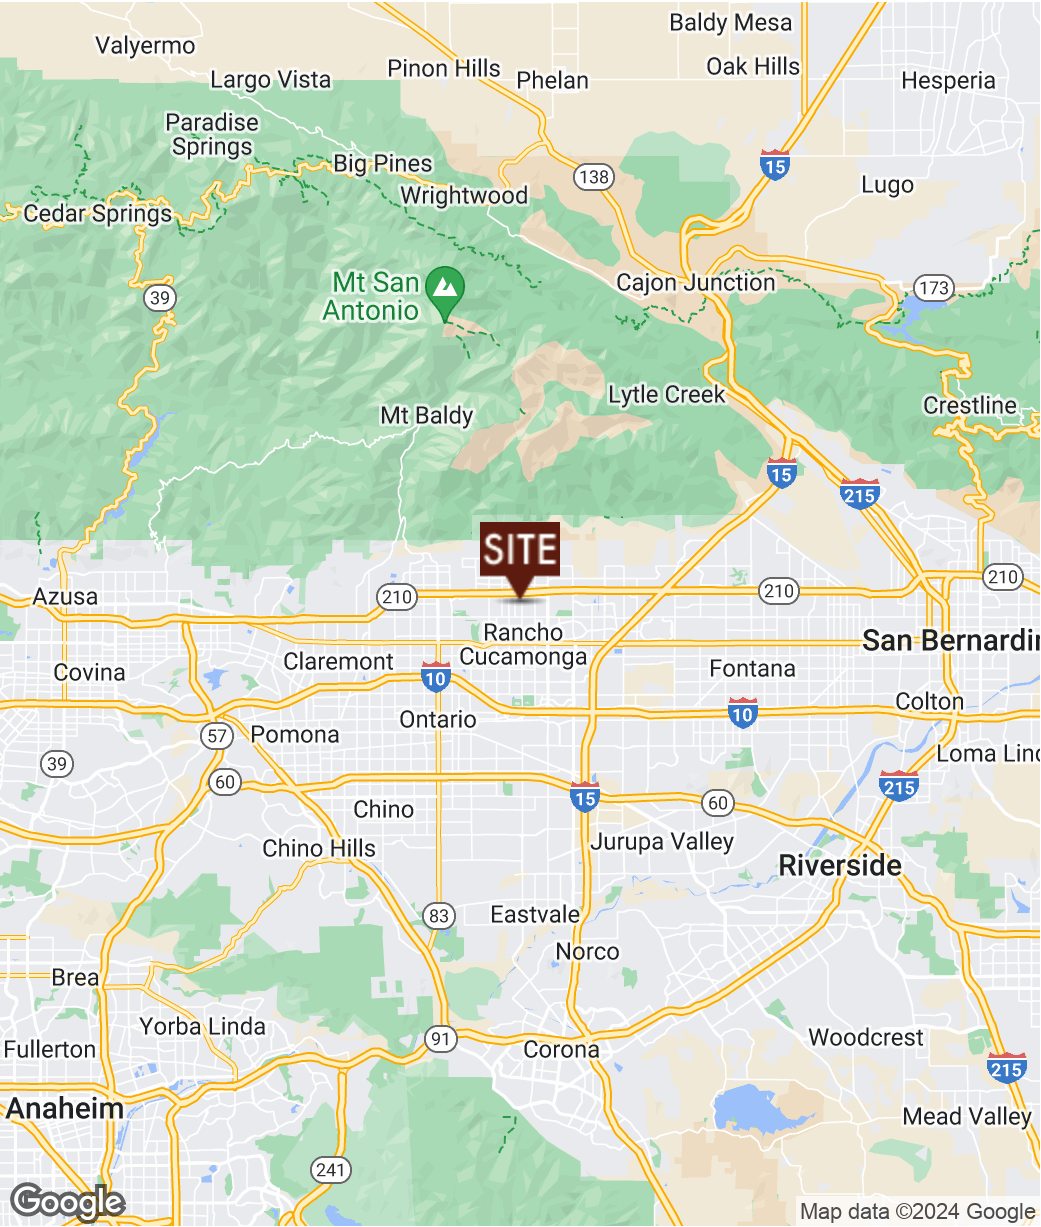 Baldy Mesa
Valyermo
Pinon Hills
Oak Hills
Largo Vista
Phelan
Hesperia
Paradise
Springs
Big Pines
15
138
Wrightwood
Lugo
Cedar Springs
Mt San
Antonio
Cajon Junction
173
39
Lytle Creek
Mt Baldy
Crestline
15
215
SITE
210
210
210
Azusa
Rancho
Cucamonga
San Bernardin
Claremont
Covina
10
Fontana
Colton
10
Ontario
57
Pomona
Loma Lind
39
60
215
15
60
Chino
Jurupa Valley
Chino Hills
Riverside
83
Eastvale
Norco
Brea
Yorba Linda
91
Woodcrest
Fullerton
Corona
215
Anaheim
Mead Valley
241
Google
Map data ©2024 Google